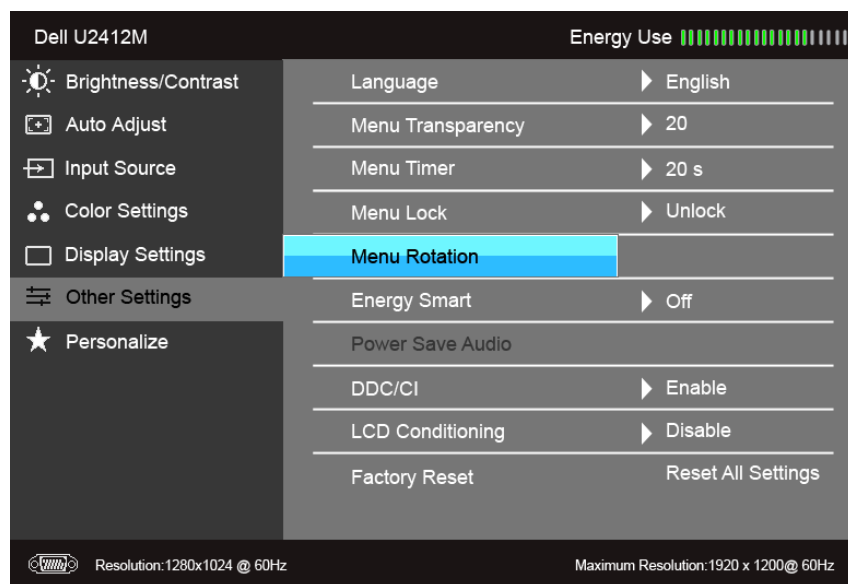 Dell U2412M Energy Use
Brightness/Contrast Language English
Auto Adjust Menu Transparency 20
Input Source Menu Timer 20 s
Color Settings Menu Lock Unlock
Display Settings Menu Rotation
Other Settings Energy Smart Off
Personalize Power Save Audio
DDC/CI Enable
LCD Conditioning Disable
Factory Reset Reset All Settings
Resolution:1280x1024 @ 60Hz Maximum Resolution:1920 x 1200@ 60Hz